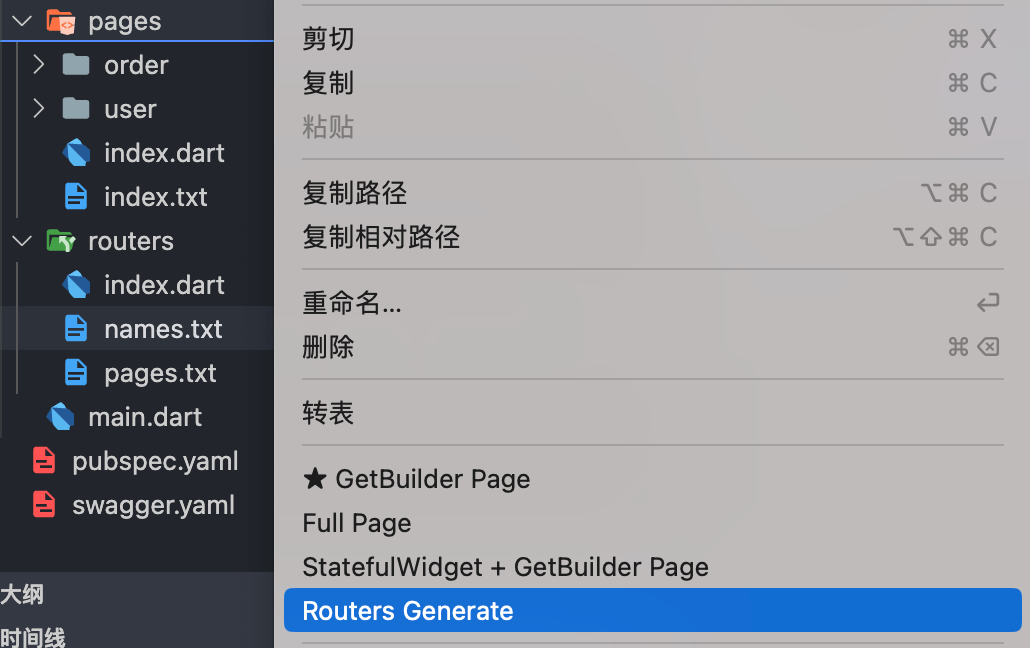 pages
order
user
index.dart
index.txt
routers
index.dart
names.txt
pages.txt
main.dart
pubspec.yaml
swagger.yaml
大纲
时间线
剪切 ⌘ X
复制 ⌘ C
粘贴 ⌘ V
复制路径 ⌥⌘ C
复制相对路径 ⌥⇧⌘ C
重命名...
删除 ⌘⌫
转表
★ GetBuilder Page
Full Page
StatefulWidget + GetBuilder Page
Routers Generate